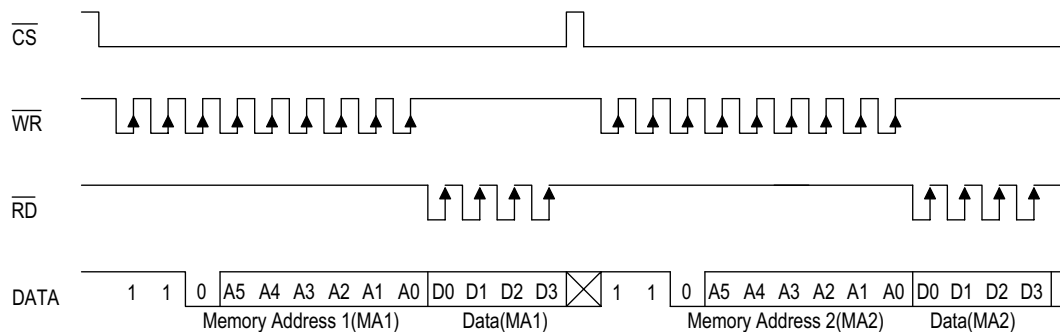 CS
WR
RD
DATA 1 1 0 A5 A4 A3 A2 A1 A0 D0 D1 D2 D3 1 1 0 A5 A4 A3 A2 A1 A0 D0 D1 D2 D3
Memory Address 1(MA1) Data(MA1) Memory Address 2(MA2) Data(MA2)